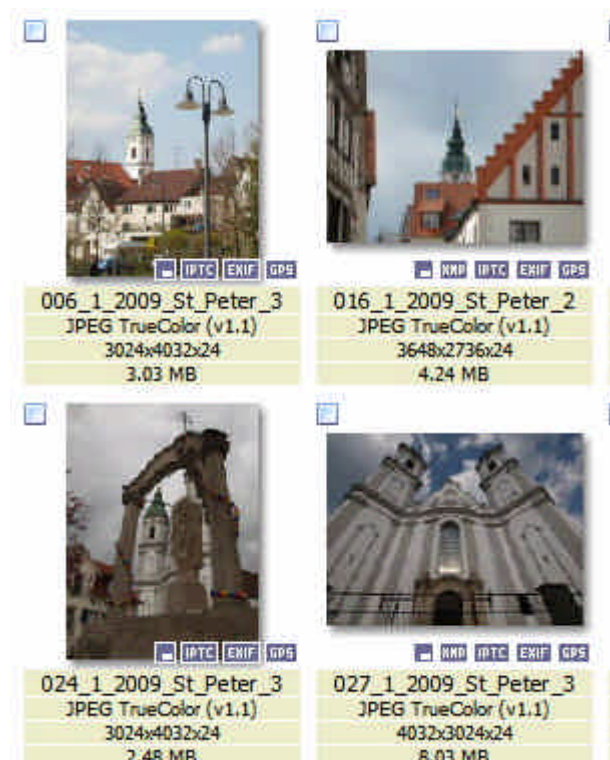 IPTC EXIF GPS
006_1_2009_St_Peter_3
JPEG TrueColor (v1.1)
3024x4032x24
3.03 MB
XMP IPTC EXIF GPS
016_1_2009_St_Peter_2
JPEG TrueColor (v1.1)
3648x2736x24
4.24 MB
IPTC EXIF GPS
024_1_2009_St_Peter_3
JPEG TrueColor (v1.1)
3024x4032x24
2.48 MB
XMP IPTC EXIF GPS
027_1_2009_St_Peter_3
JPEG TrueColor (v1.1)
4032x3024x24
8.03 MB